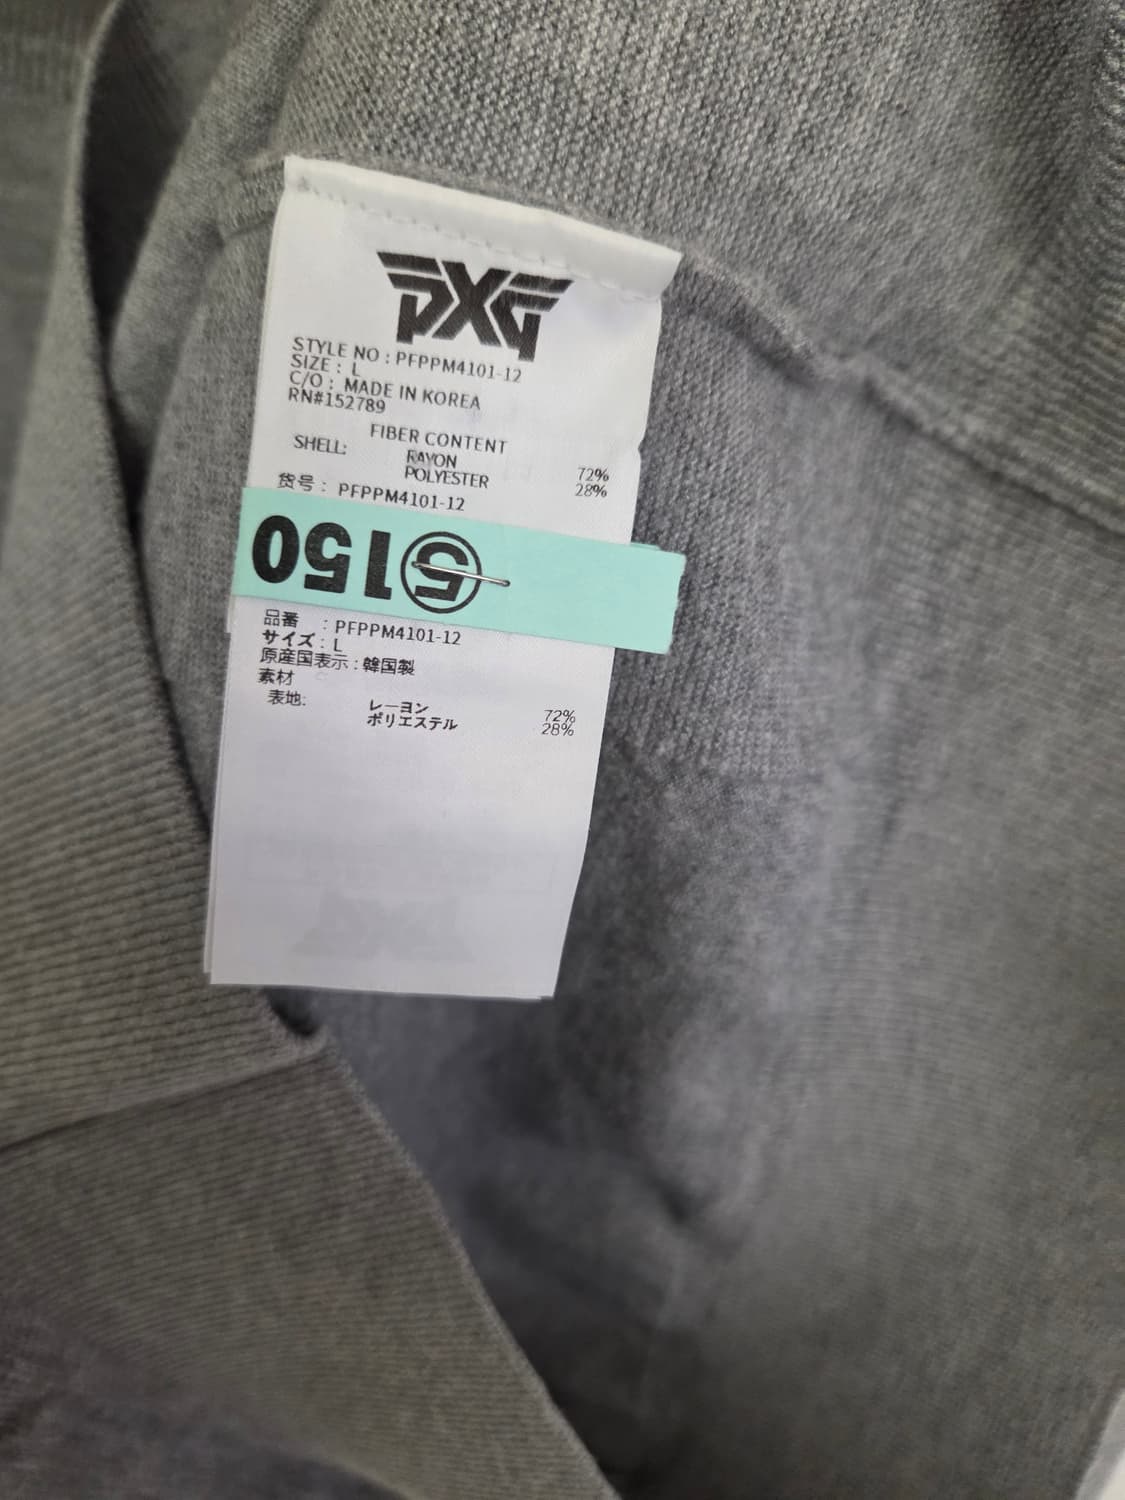 PXG
STYLE NO : PFPPM4101-12
SIZE : L
C/O : MADE IN KOREA
RN#152789
FIBER CONTENT
SHELL:
RAYON 72%
POLYESTER 28%
货号 : PFPPM4101-12
⑤150
品番 : PFPPM4101-12
サイズ : L
原産国表示 : 韓国製
素材
表地:
レーヨン 72%
ポリエステル 28%